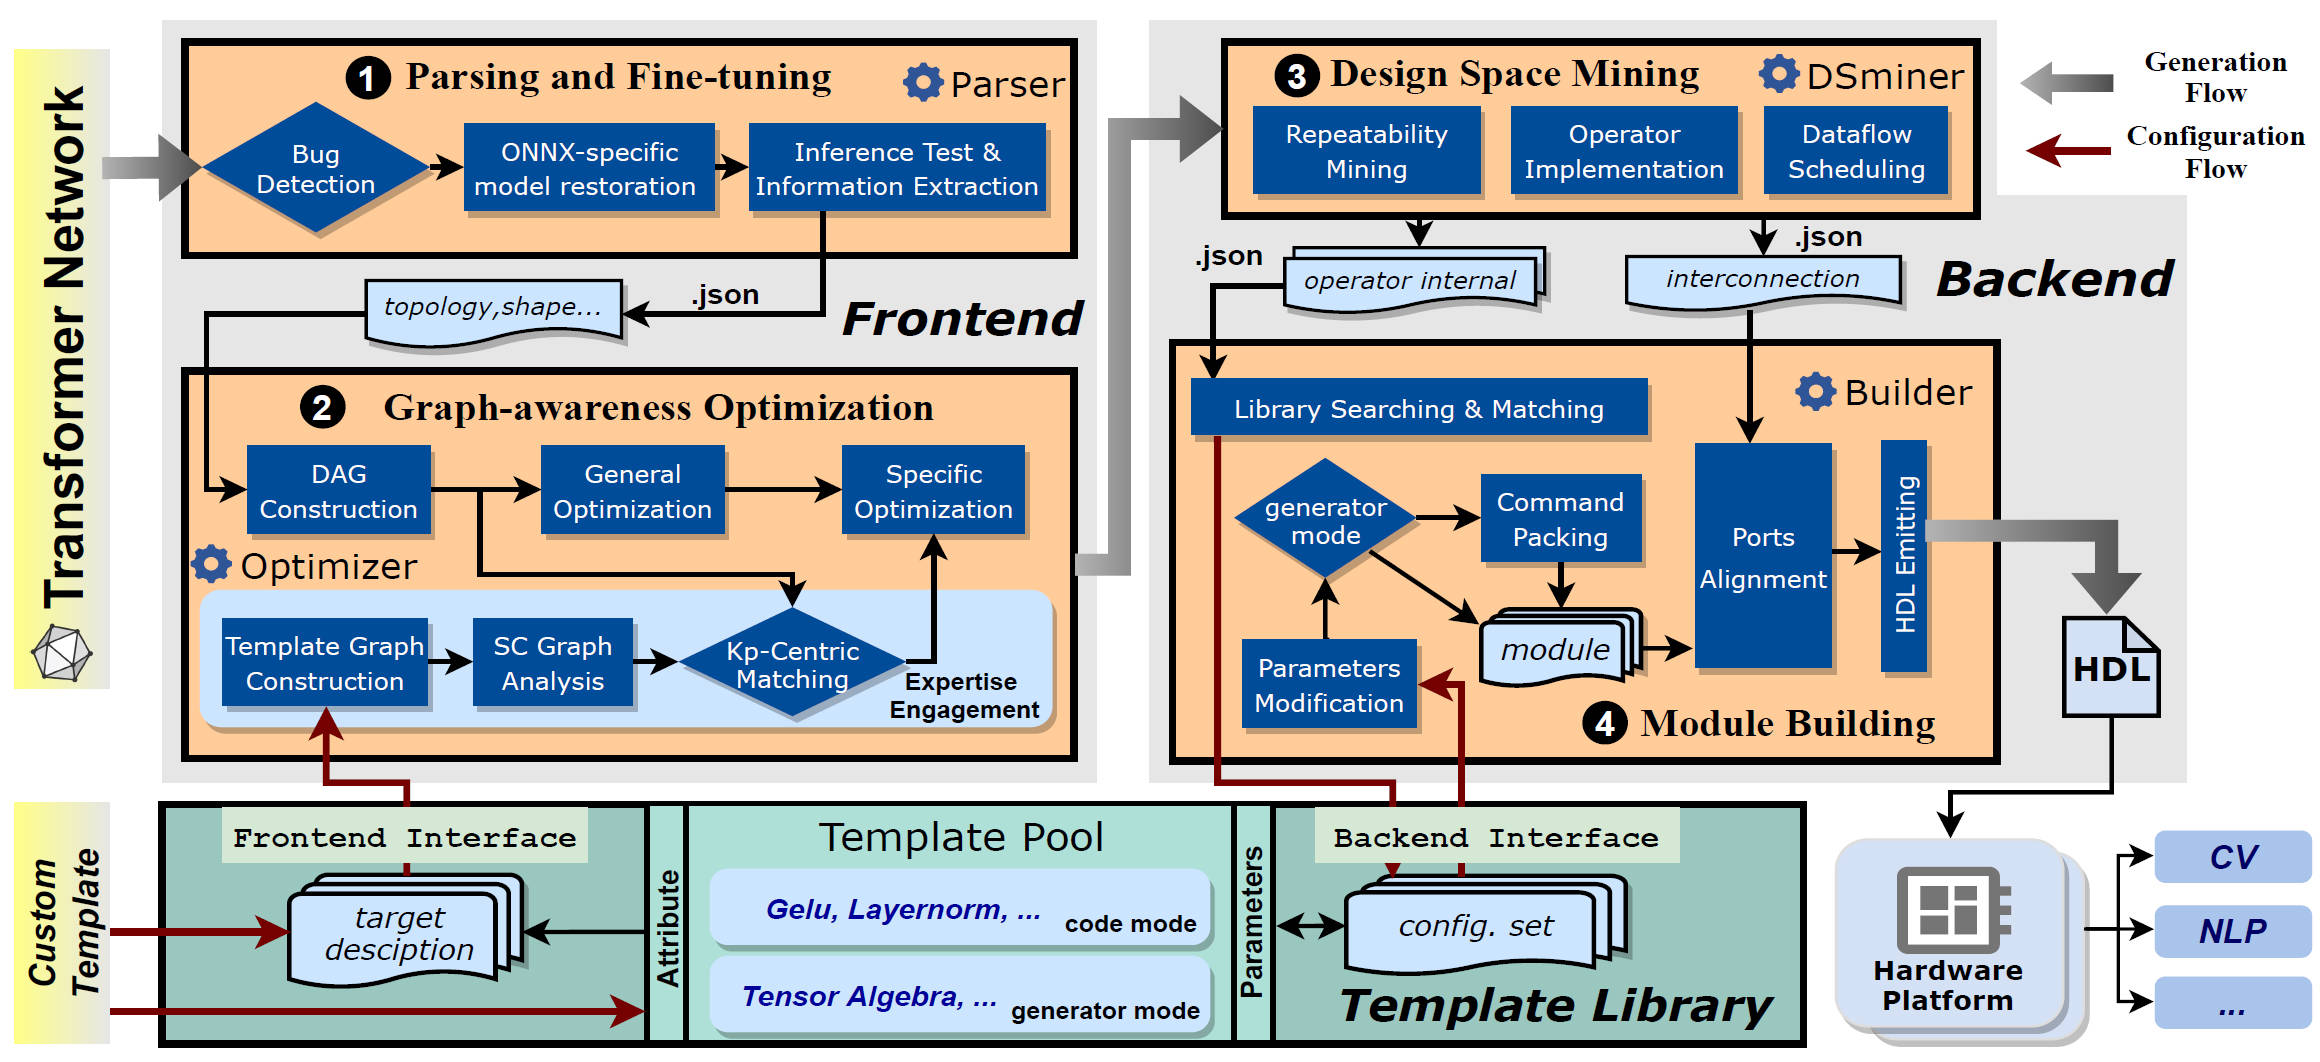 Transformer Network
1 Parsing and Fine-tuning
Parser
Bug
Detection
ONNX-specific
model restoration
Inference Test &
Information Extraction
topology,shape...
.json
Frontend
2 Graph-awareness Optimization
DAG
Construction
General
Optimization
Specific
Optimization
Optimizer
Template Graph
Construction
SC Graph
Analysis
Kp-Centric
Matching
Expertise
Engagement
3 Design Space Mining
DSminer
Repeatability
Mining
Operator
Implementation
Dataflow
Scheduling
Generation
Flow
Configuration
Flow
.json
operator internal
.json
interconnection
Backend
Builder
Library Searching & Matching
generator
mode
Command
Packing
Parameters
Modification
module
Ports
Alignment
HDL Emitting
4 Module Building
HDL
Custom
Template
Frontend Interface
target
desciption
Attribute
Template Pool
Gelu, Layernorm, ...
code mode
Tensor Algebra, ...
generator mode
Parameters
Backend Interface
config. set
Template Library
Hardware
Platform
CV
NLP
...